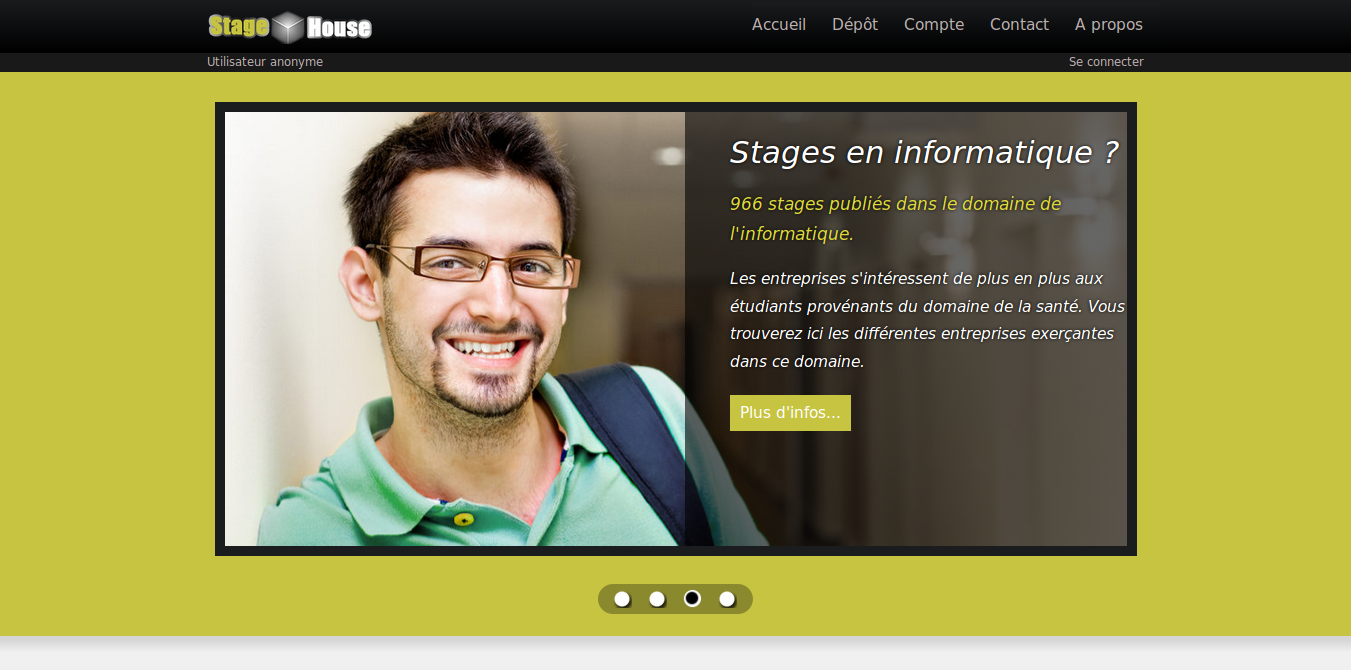 Stage House
Accueil Dépôt Compte Contact A propos
Utilisateur anonyme
Se connecter
Stages en informatique ?
966 stages publiés dans le domaine de
l'informatique.
Les entreprises s'intéressent de plus en plus aux
étudiants provénants du domaine de la santé. Vous
trouverez ici les différentes entreprises exerçantes
dans ce domaine.
Plus d'infos...